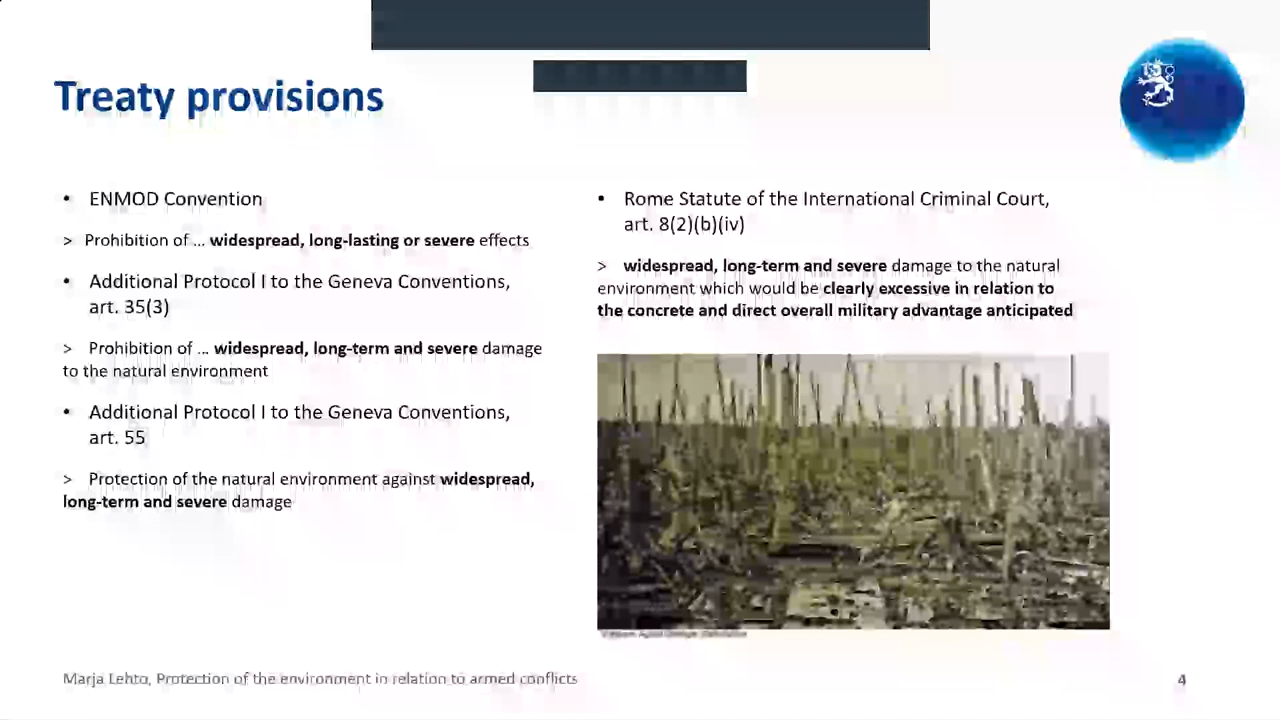 Treaty provisions
• ENMOD Convention
> Prohibition of ... widespread, long-lasting or severe effects
• Additional Protocol I to the Geneva Conventions,
art. 35(3)
> Prohibition of ... widespread, long-term and severe damage
to the natural environment
• Additional Protocol I to the Geneva Conventions,
art. 55
> Protection of the natural environment against widespread,
long-term and severe damage
• Rome Statute of the International Criminal Court,
art. 8(2)(b)(iv)
> widespread, long-term and severe damage to the natural
environment which would be clearly excessive in relation to
the concrete and direct overall military advantage anticipated
Marja Lehto, Protection of the environment in relation to armed conflicts
4